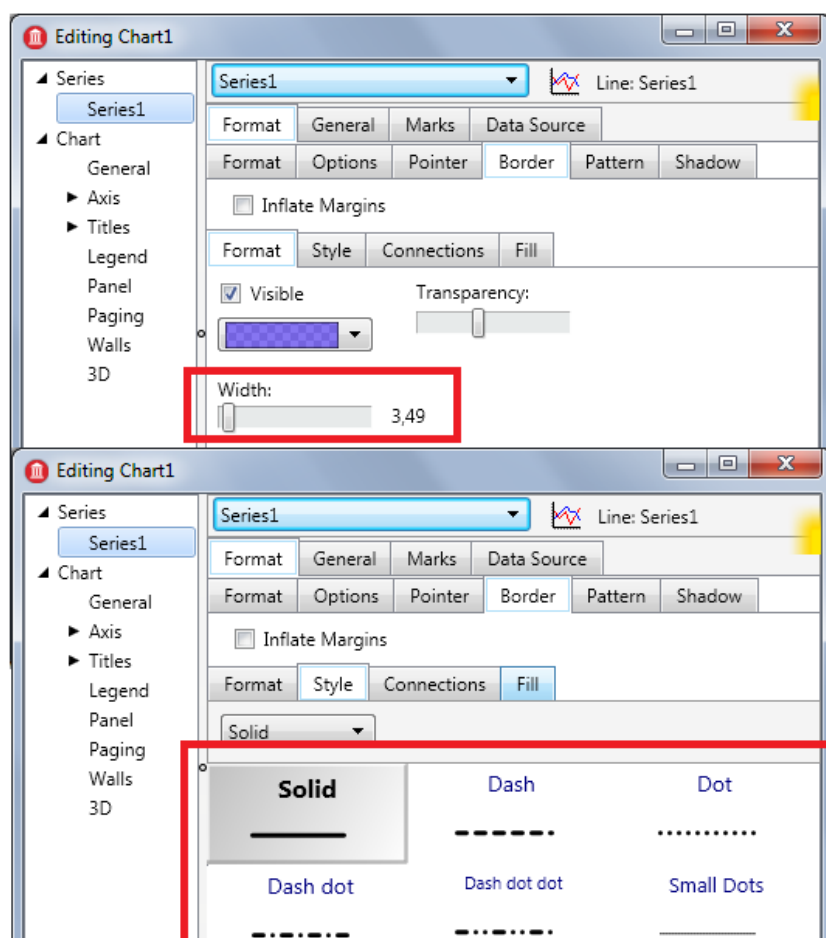 Editing Chart1
Series
Series1
Chart
General
Axis
Titles
Legend
Panel
Paging
Walls
3D
Series1
Line: Series1
Format General Marks Data Source
Format Options Pointer Border Pattern Shadow
Inflate Margins
Format Style Connections Fill
Visible
Transparency:
Width:
3,49
Editing Chart1
Series
Series1
Chart
General
Axis
Titles
Legend
Panel
Paging
Walls
3D
Series1
Line: Series1
Format General Marks Data Source
Format Options Pointer Border Pattern Shadow
Inflate Margins
Format Style Connections Fill
Solid
Solid Dash Dot
Dash dot Dash dot dot Small Dots